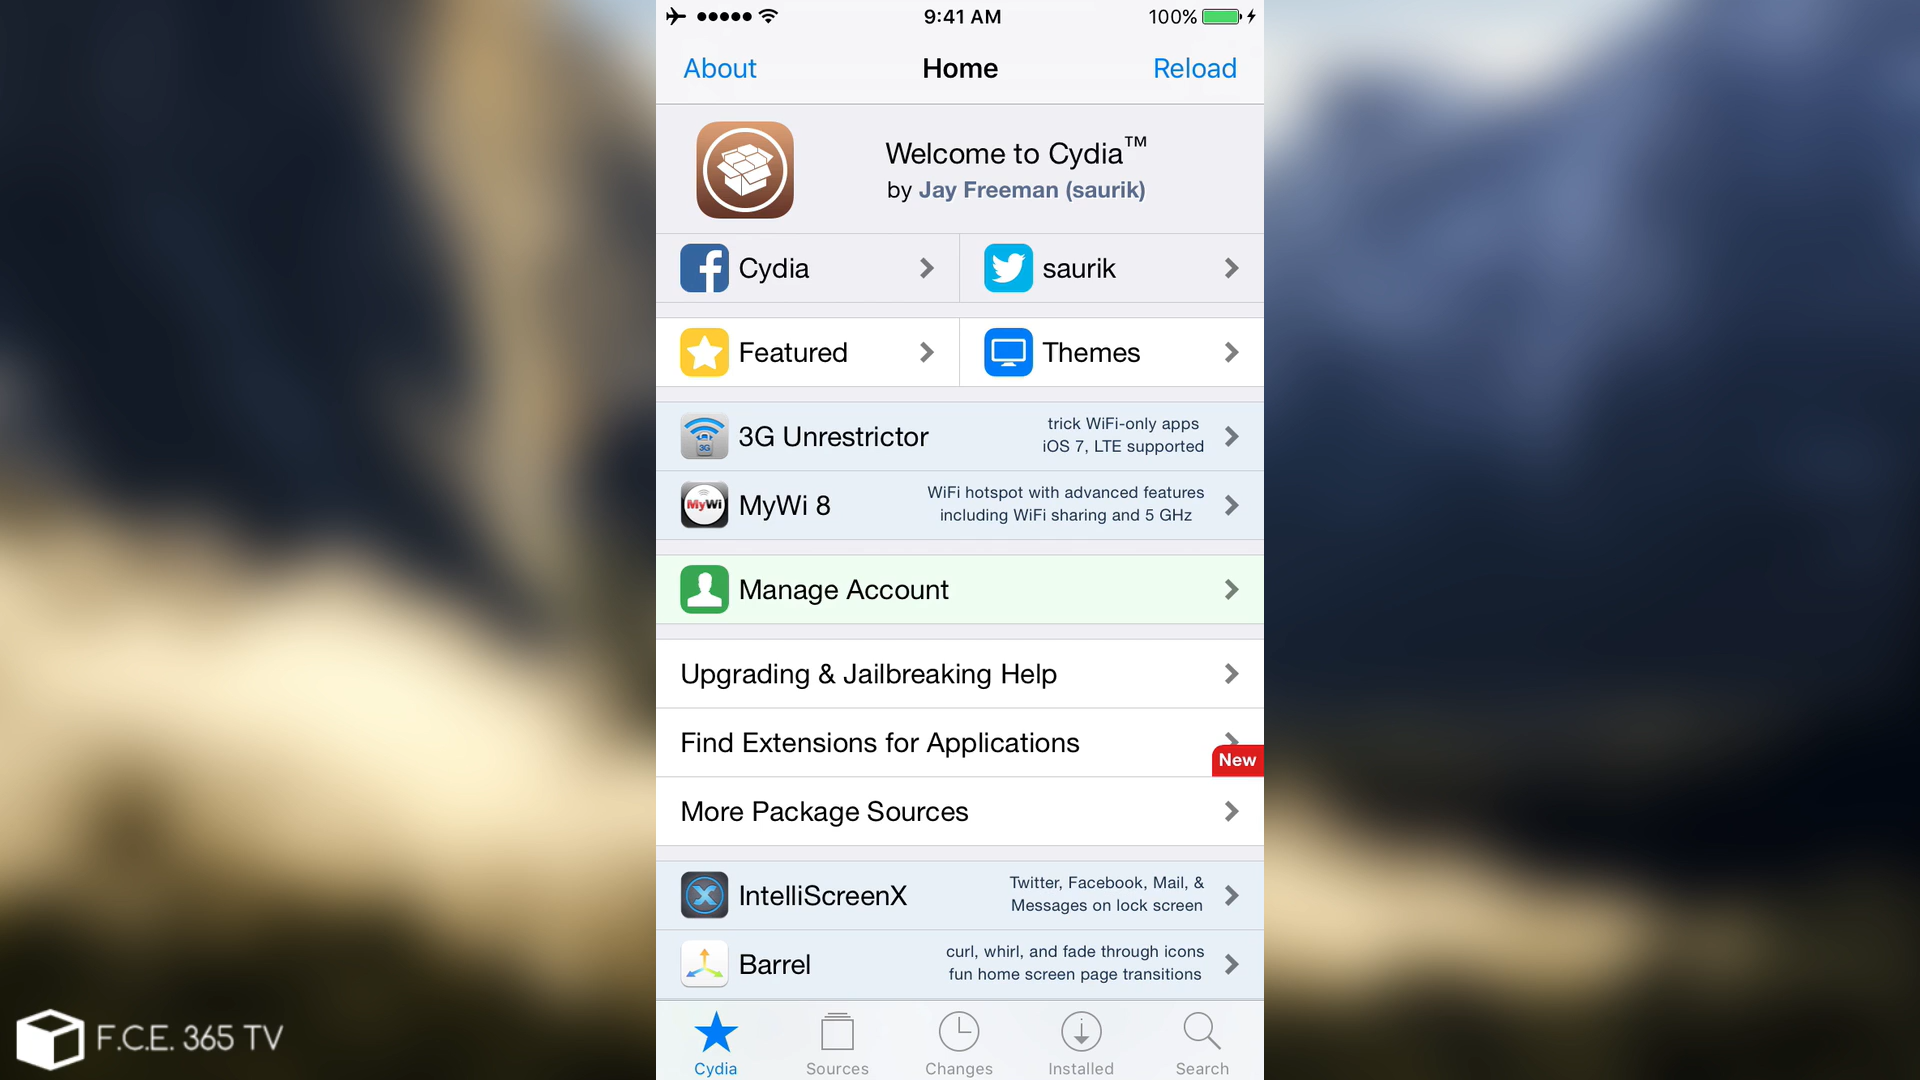 9:41 AM
100%
About
Home
Reload
Welcome to Cydia™
by Jay Freeman (saurik)
Cydia
saurik
Featured
Themes
3G
3G Unrestrictor
trick WiFi-only apps
iOS 7, LTE supported
MyWi
MyWi 8
WiFi hotspot with advanced features
including WiFi sharing and 5 GHz
Manage Account
Upgrading & Jailbreaking Help
Find Extensions for Applications
New
More Package Sources
IntelliScreenX
Twitter, Facebook, Mail, &
Messages on lock screen
Barrel
curl, whirl, and fade through icons
fun home screen page transitions
Cydia
Sources
Changes
Installed
Search
F.C.E. 365 TV